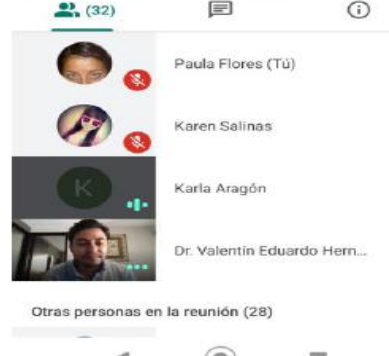 (32)
Paula Flores (Tú)
Karen Salinas
K
Karla Aragón
Dr. Valentín Eduardo Hern...
Otras personas en la reunión (28)